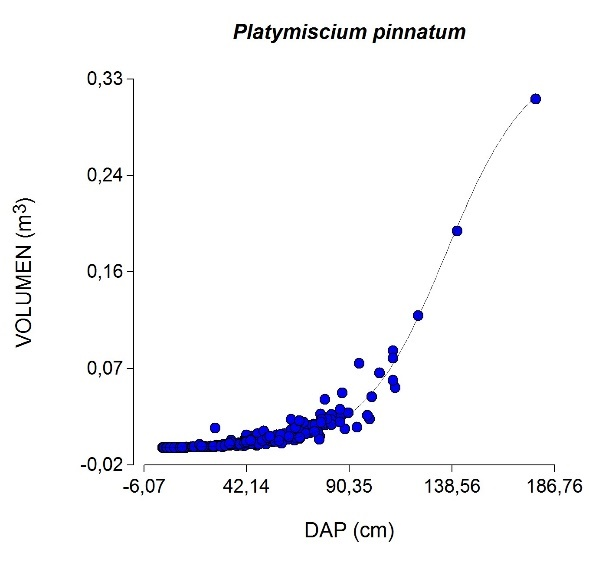 Platymiscium pinnatum
0,33
0,24
0,16
0,07
-0,02
VOLUMEN (m3)
-6,07 42,14 90,35 138,56 186,76
DAP (cm)